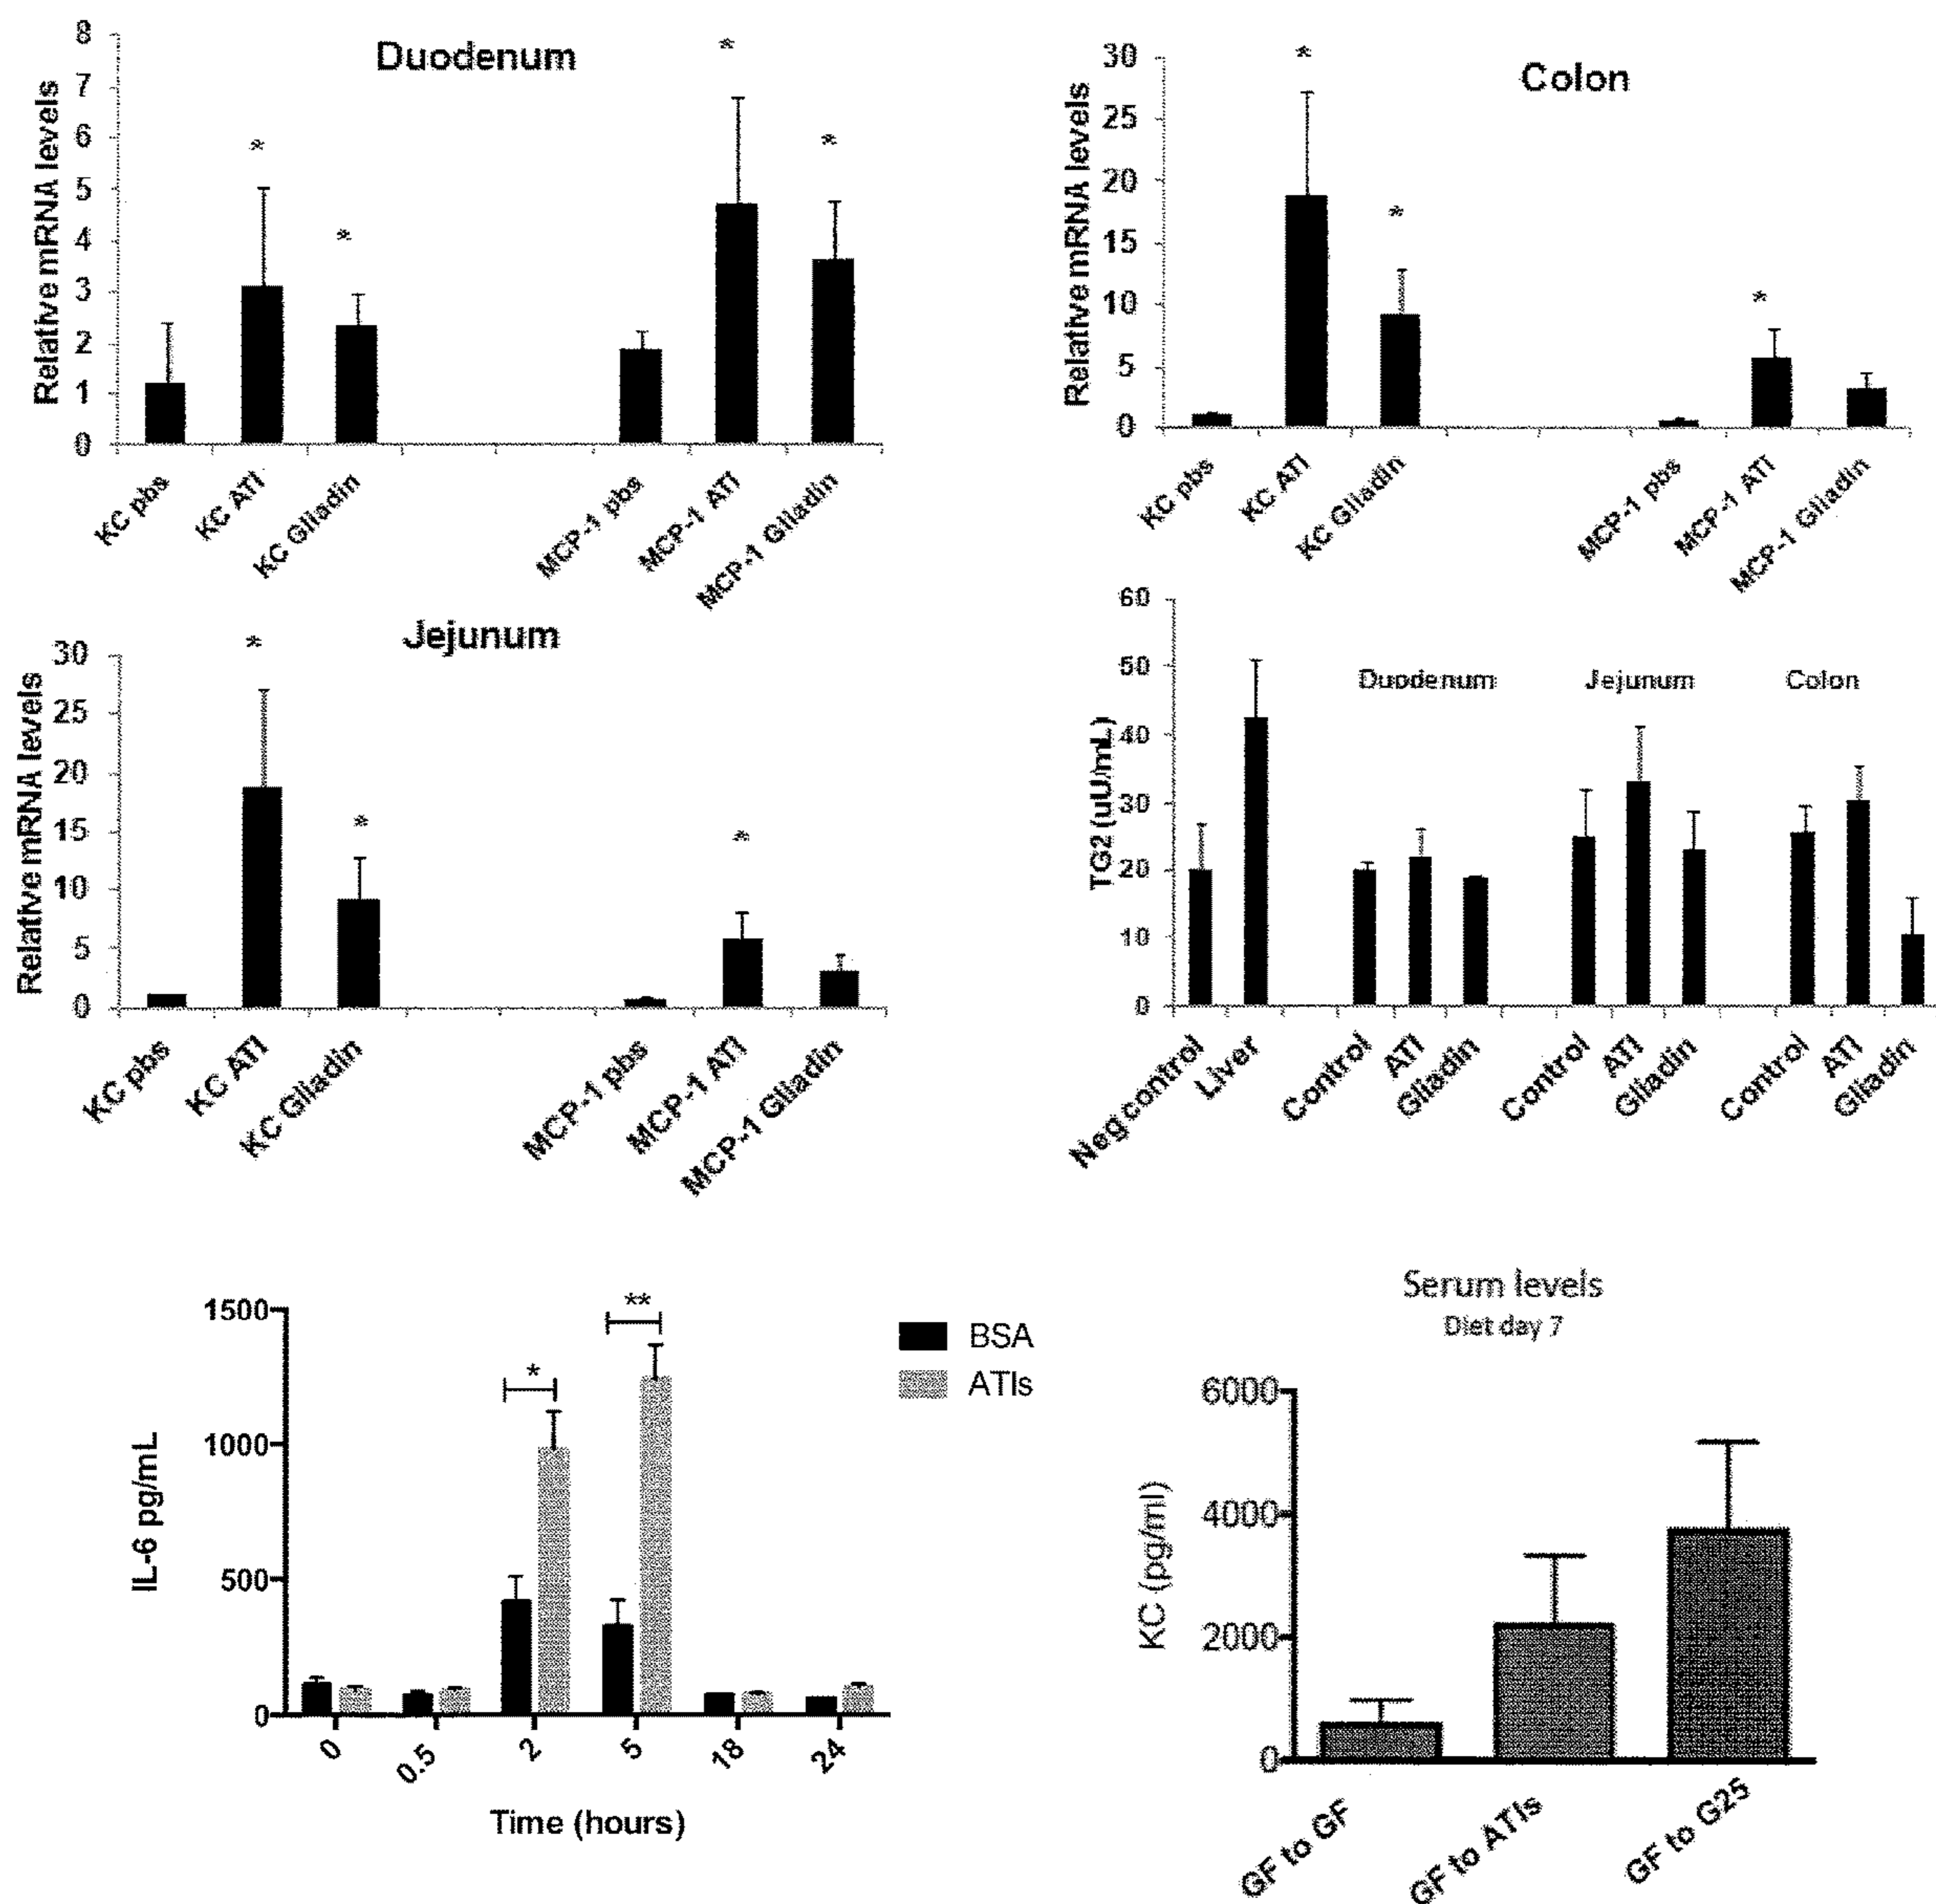 Duodenum
Relative mRNA levels
8
7
6
5
4
3
2
1
0
*
*
*
*
KC pbs
KC ATI
KC Gliadin
MCP-1 pbs
MCP-1 ATI
MCP-1 Gliadin
Colon
Relative mRNA levels
30
25
20
15
10
5
0
*
*
*
KC pbs
KC ATI
KC Gliadin
MCP-1 pbs
MCP-1 ATI
MCP-1 Gliadin
Jejunum
Relative mRNA levels
30
25
20
15
10
5
0
*
*
*
KC pbs
KC ATI
KC Gliadin
MCP-1 pbs
MCP-1 ATI
MCP-1 Gliadin
TG2 (uU/mL)
60
50
40
30
20
10
0
Duodenum
Jejunum
Colon
Neg control
Liver
Control
ATI
Gliadin
Control
ATI
Gliadin
Control
ATI
Gliadin
IL-6 pg/mL
1500
1000
500
0
*
**
BSA
ATIs
0
0.5
2
5
18
24
Time (hours)
Serum levels
Diet day 7
KC (pg/ml)
6000
4000
2000
0
GF to GF
GF to ATIs
GF to G25